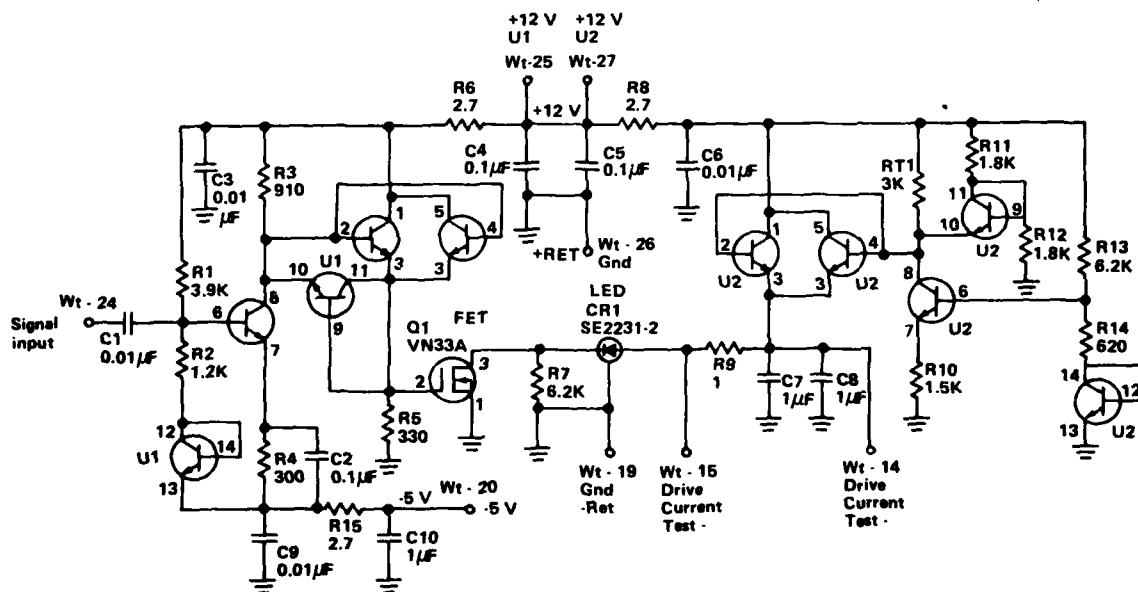 +12 V
U1
Wt-25
+12 V
U2
Wt-27
R6
2.7
+12 V
R8
2.7
C4
0.1µF
C5
0.1µF
C6
0.01µF
C3
0.01
µF
R3
910
1
2
3
5
4
3
U1
10
11
9
+RET
Wt - 26
Gnd
1
2
3
5
4
3
U2
U2
RT1
3K
R11
1.8K
11
10
9
U2
R12
1.8K
R13
6.2K
Wt - 24
Signal
input
C1
0.01µF
R1
3.9K
R2
1.2K
6
8
7
Q1
VN33A
FET
2
3
1
LED
CR1
SE2231-2
R7
6.2K
R9
1
C7
1µF
C8
1µF
8
6
7
U2
R10
1.5K
R14
620
14
12
13
U2
12
14
U1
13
R4
300
C2
0.1µF
R5
330
R15
2.7
-5 V
Wt - 20
-5 V
C9
0.01µF
C10
1µF
Wt - 19
Gnd
-Ret
Wt - 15
Drive
Current
Test -
Wt - 14
Drive
Current
Test -